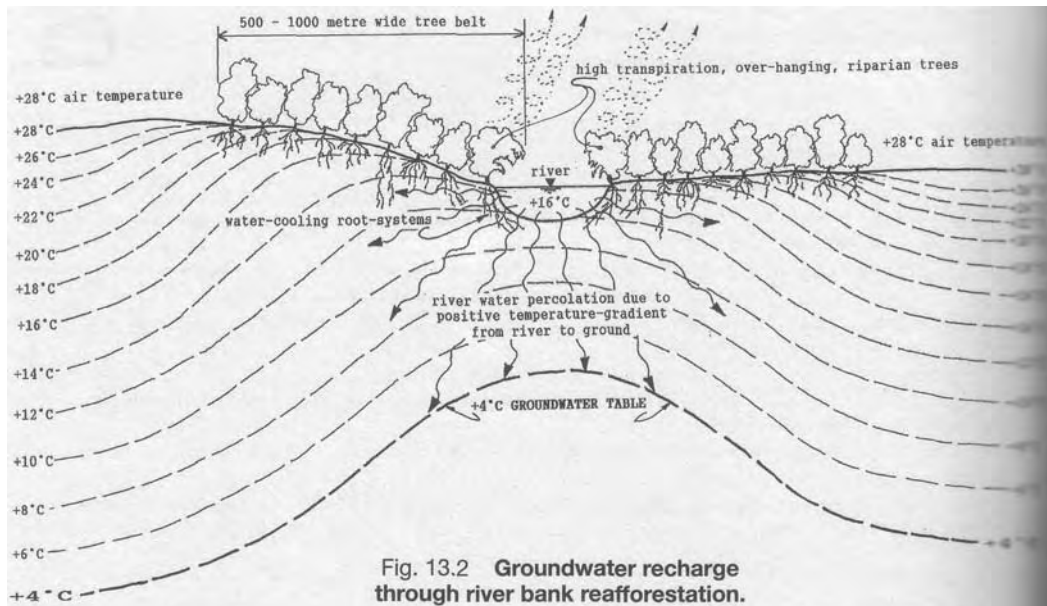 500 - 1000 metre wide tree belt
high transpiration, over-hanging, riparian trees
+28°C air temperature
+28°C air
+28°C
river
+26°C
+24°C
+16°C
+22°C
water-cooling root-systems
+20°C
+18°C
river water percolation due to
positive temperature-gradient
from river to ground
+16°C
+14°C
+4°C GROUNDWATER TABLE
+12°C
+10°C
+8°C
+6°C
+4°C
Fig. 13.2 Groundwater recharge
through river bank reafforestation.